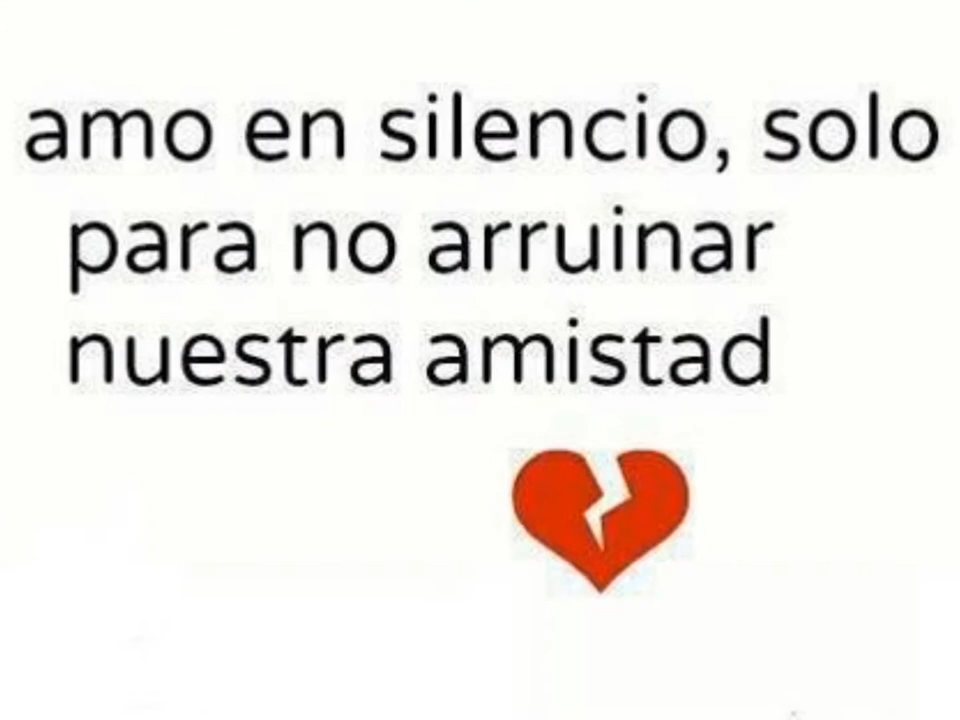 amo en silencio, solo
para no arruinar
nuestra amistad